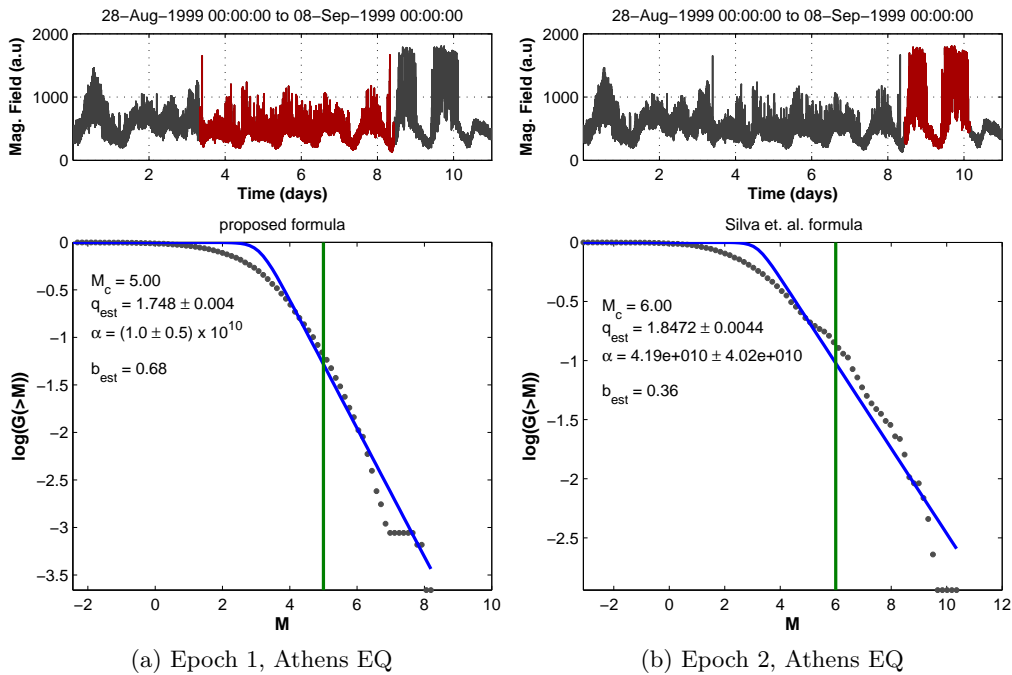 28-Aug-1999 00:00:00 to 08-Sep-1999 00:00:00
2000
1000
0
Mag. Field (a.u)
2 4 6 8 10
Time (days)
proposed formula
0
-0.5
-1
-1.5
-2
-2.5
-3
-3.5
log(G(>M))
M_c = 5.00
q_est = 1.748 ± 0.004
α = (1.0 ± 0.5) x 10^10
b_est = 0.68
-2 0 2 4 6 8 10
M
(a) Epoch 1, Athens EQ
28-Aug-1999 00:00:00 to 08-Sep-1999 00:00:00
2000
1000
0
Mag. Field (a.u)
2 4 6 8 10
Time (days)
Silva et. al. formula
0
-0.5
-1
-1.5
-2
-2.5
log(G(>M))
M_c = 6.00
q_est = 1.8472 ± 0.0044
α = 4.19e+010 ± 4.02e+010
b_est = 0.36
-2 0 2 4 6 8 10 12
M
(b) Epoch 2, Athens EQ